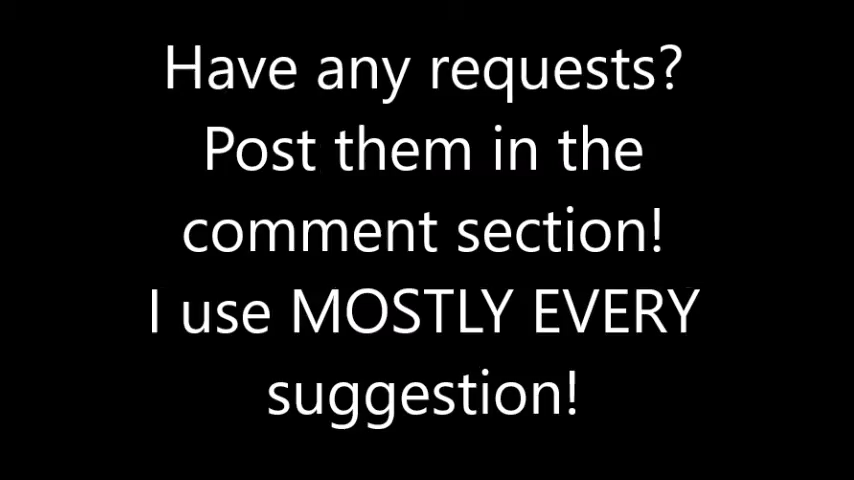 Have any requests?
Post them in the
comment section!
I use MOSTLY EVERY
suggestion!